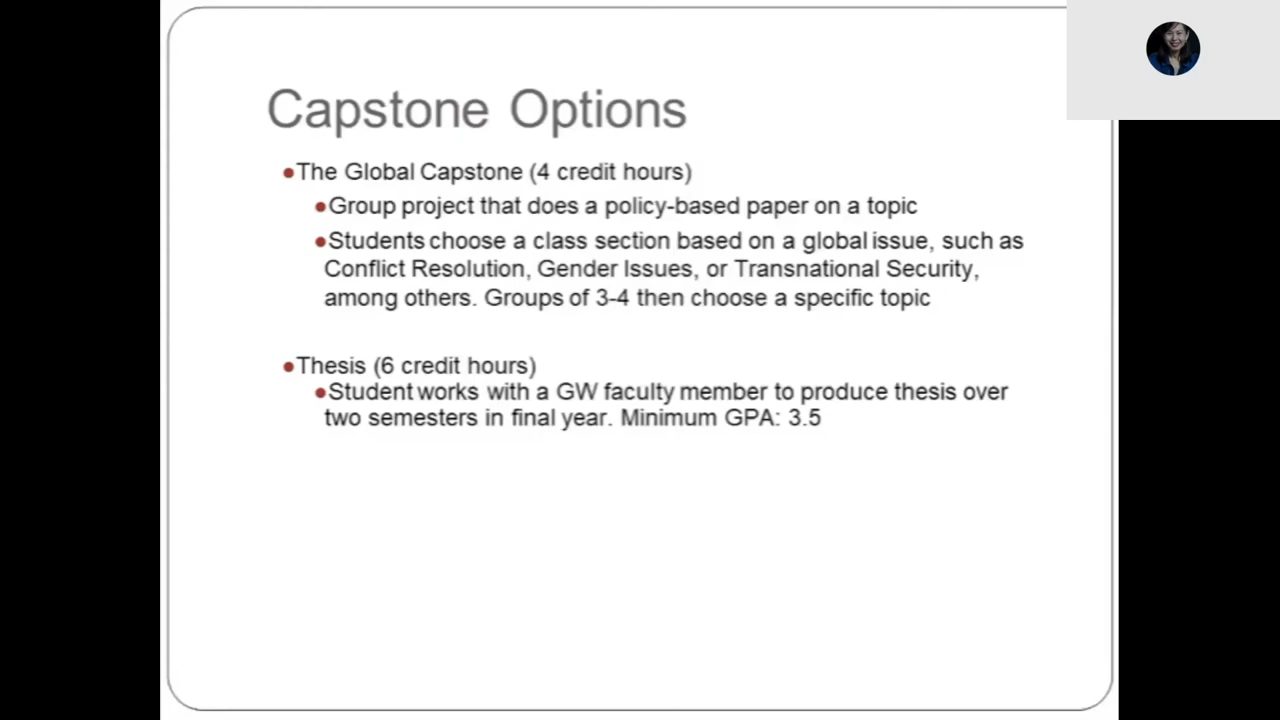 Capstone Options
●The Global Capstone (4 credit hours)
●Group project that does a policy-based paper on a topic
●Students choose a class section based on a global issue, such as
Conflict Resolution, Gender Issues, or Transnational Security,
among others. Groups of 3-4 then choose a specific topic
●Thesis (6 credit hours)
●Student works with a GW faculty member to produce thesis over
two semesters in final year. Minimum GPA: 3.5